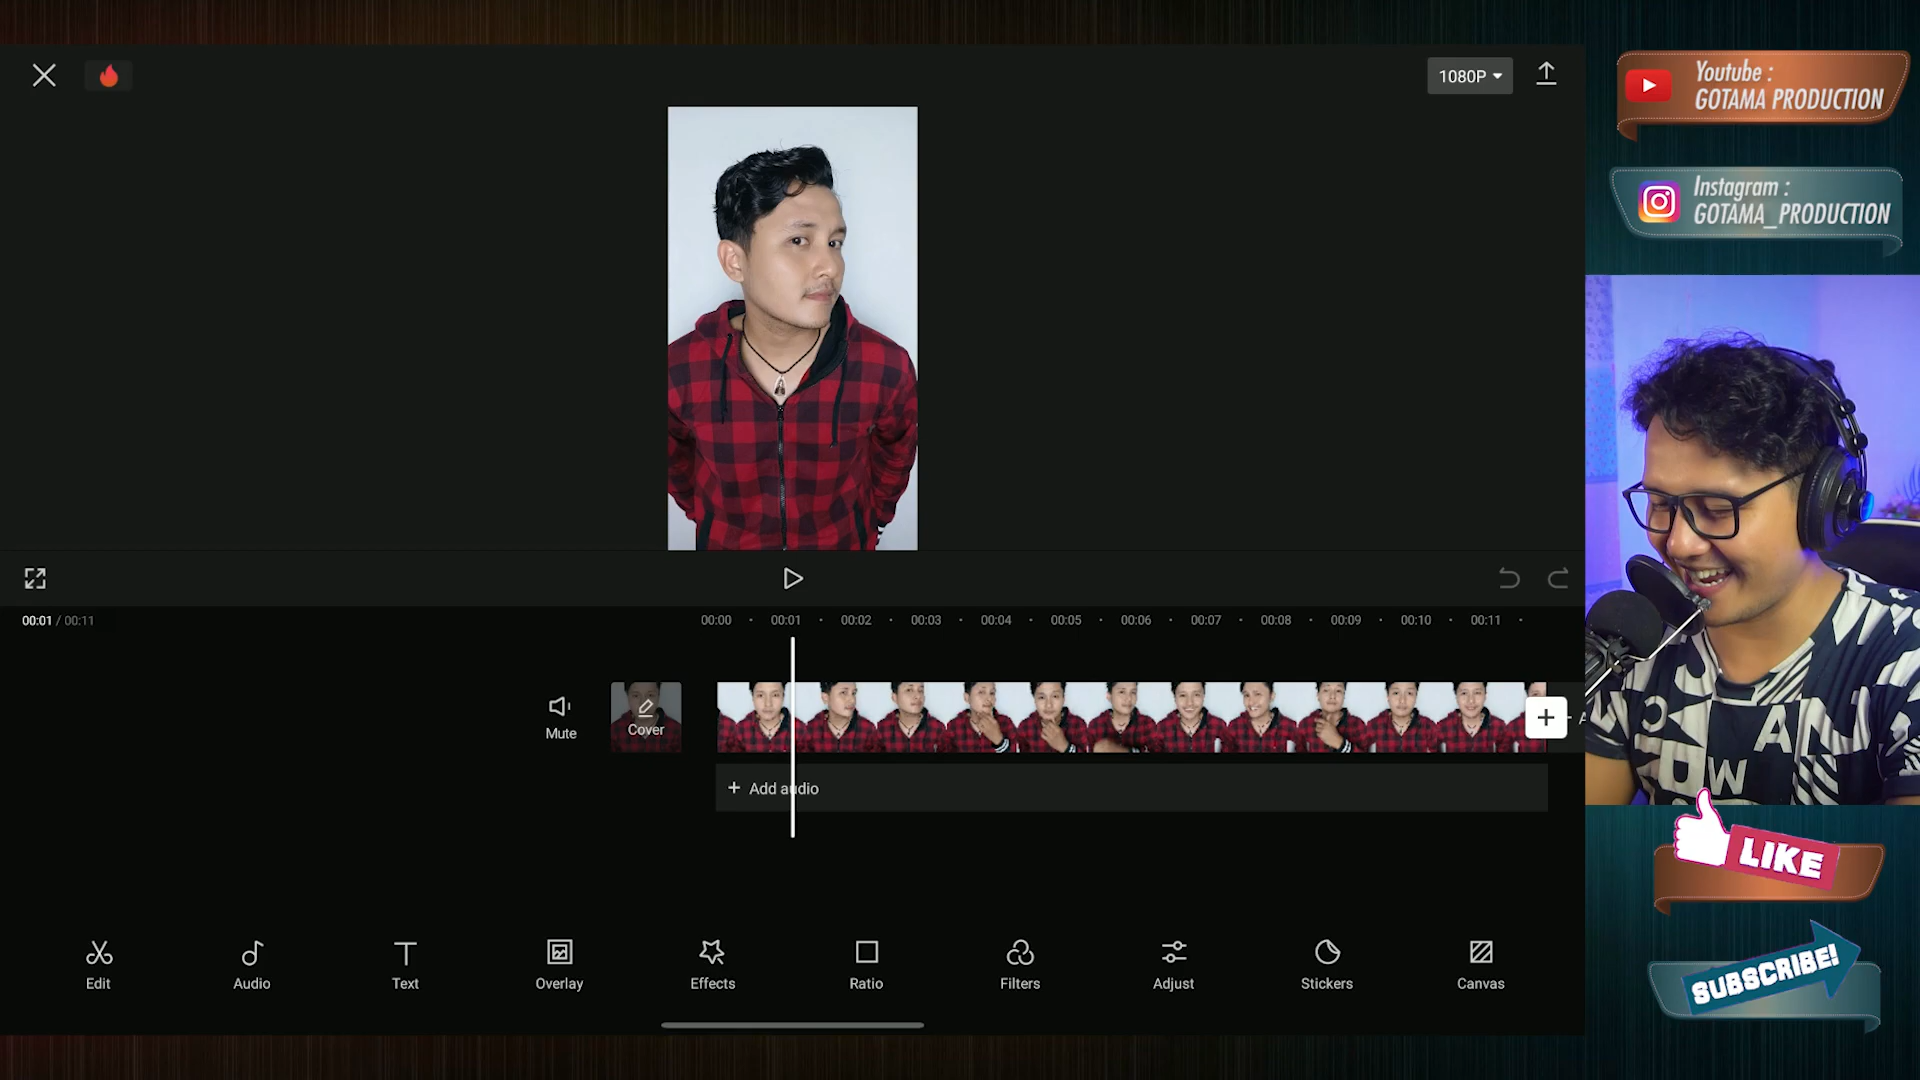 1080P
Youtube :
GOTAMA PRODUCTION
Instagram :
GOTAMA_PRODUCTION
00:01 / 00:11
00:00 · 00:01 · 00:02 · 00:03 · 00:04 · 00:05 · 00:06 · 00:07 · 00:08 · 00:09 · 00:10 · 00:11 ·
Mute
Cover
+ Add audio
LIKE
SUBSCRIBE!
Edit
Audio
Text
Overlay
Effects
Ratio
Filters
Adjust
Stickers
Canvas